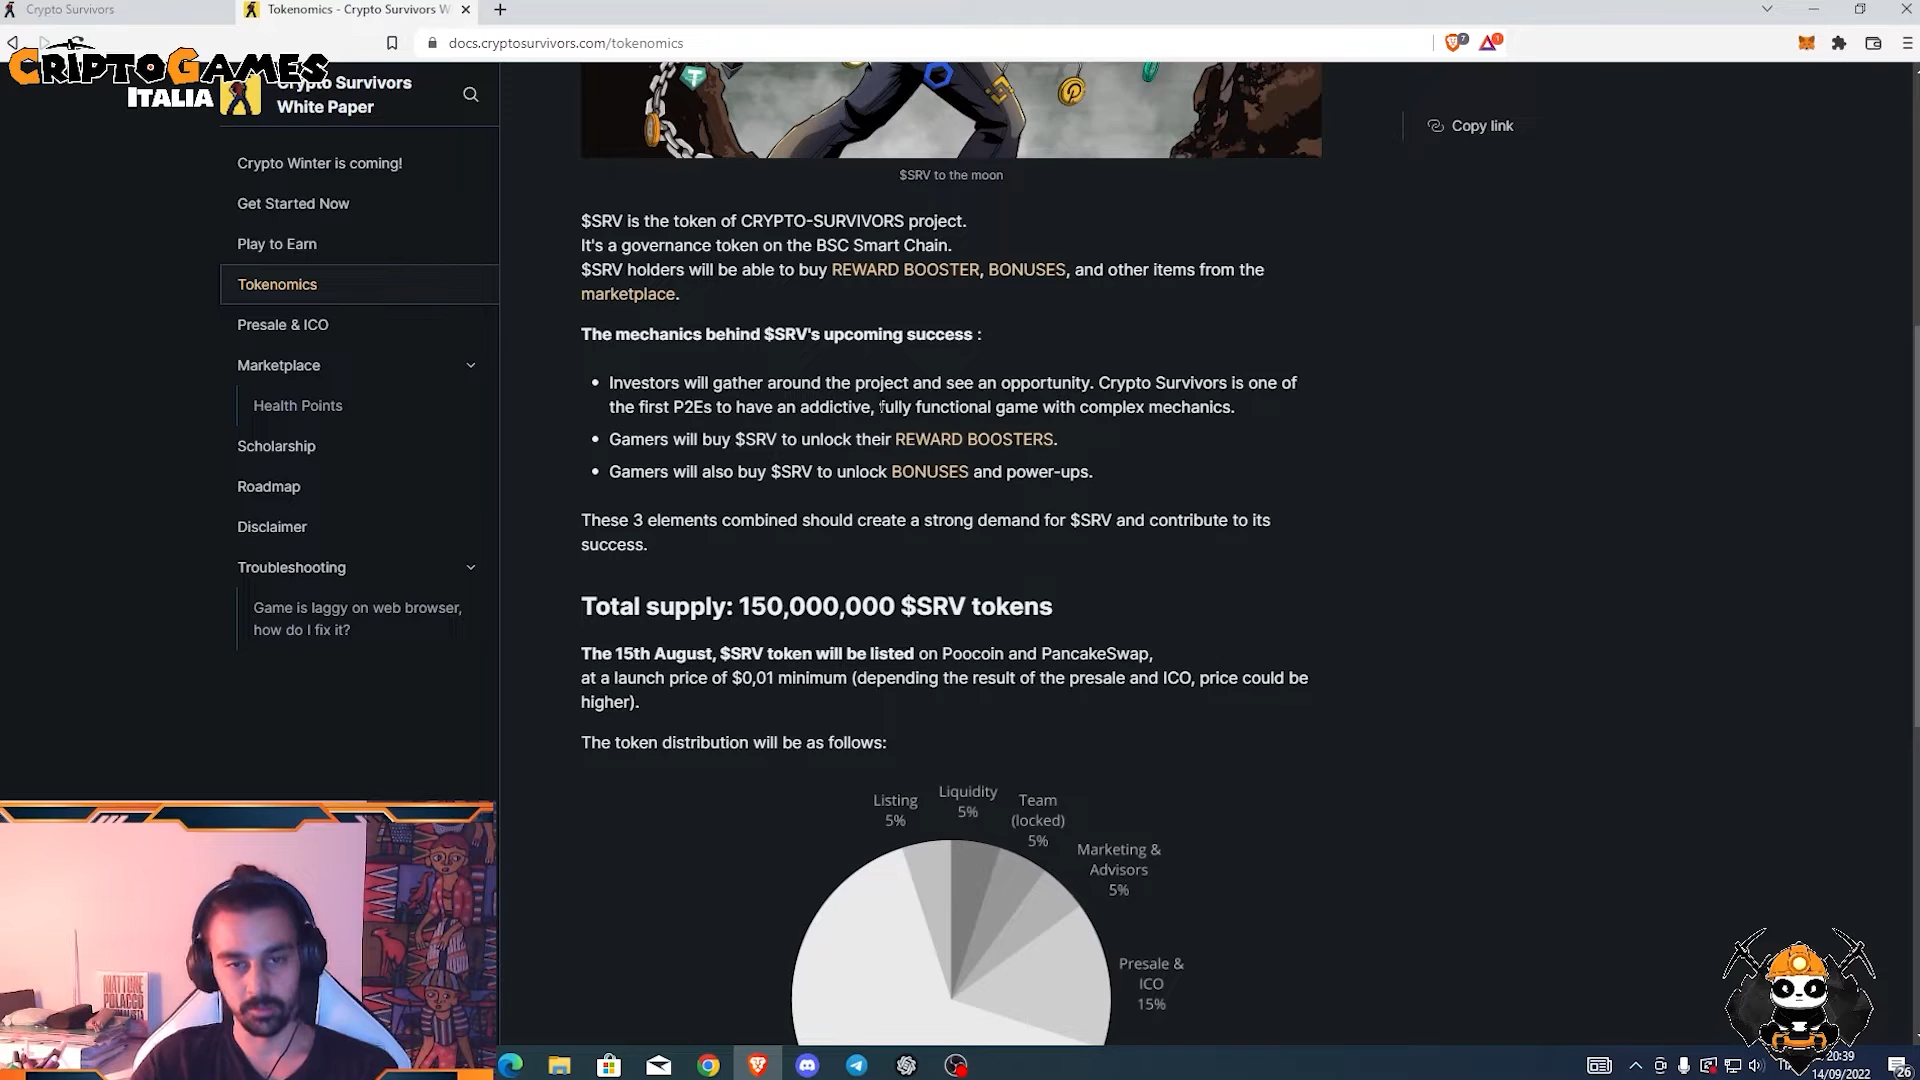 Crypto Survivors
Tokenomics - Crypto Survivors W
docs.cryptosurvivors.com/tokenomics
7
1
CRIPTOGAMES
ITALIA
Crypto Survivors
White Paper
Crypto Winter is coming!
Get Started Now
Play to Earn
Tokenomics
Presale & ICO
Marketplace
Health Points
Scholarship
Roadmap
Disclaimer
Troubleshooting
Game is laggy on web browser,
how do I fix it?
Copy link
$SRV to the moon
$SRV is the token of CRYPTO-SURVIVORS project.
It's a governance token on the BSC Smart Chain.
$SRV holders will be able to buy REWARD BOOSTER, BONUSES, and other items from the
marketplace.
The mechanics behind $SRV's upcoming success :
Investors will gather around the project and see an opportunity. Crypto Survivors is one of
the first P2Es to have an addictive, fully functional game with complex mechanics.
Gamers will buy $SRV to unlock their REWARD BOOSTERS.
Gamers will also buy $SRV to unlock BONUSES and power-ups.
These 3 elements combined should create a strong demand for $SRV and contribute to its
success.
Total supply: 150,000,000 $SRV tokens
The 15th August, $SRV token will be listed on Poocoin and PancakeSwap,
at a launch price of $0,01 minimum (depending the result of the presale and ICO, price could be
higher).
The token distribution will be as follows:
Listing
5%
Liquidity
5%
Team
(locked)
5%
Marketing &
Advisors
5%
Presale &
ICO
15%
MATTONE
POLACCO
20:39
14/09/2022
26